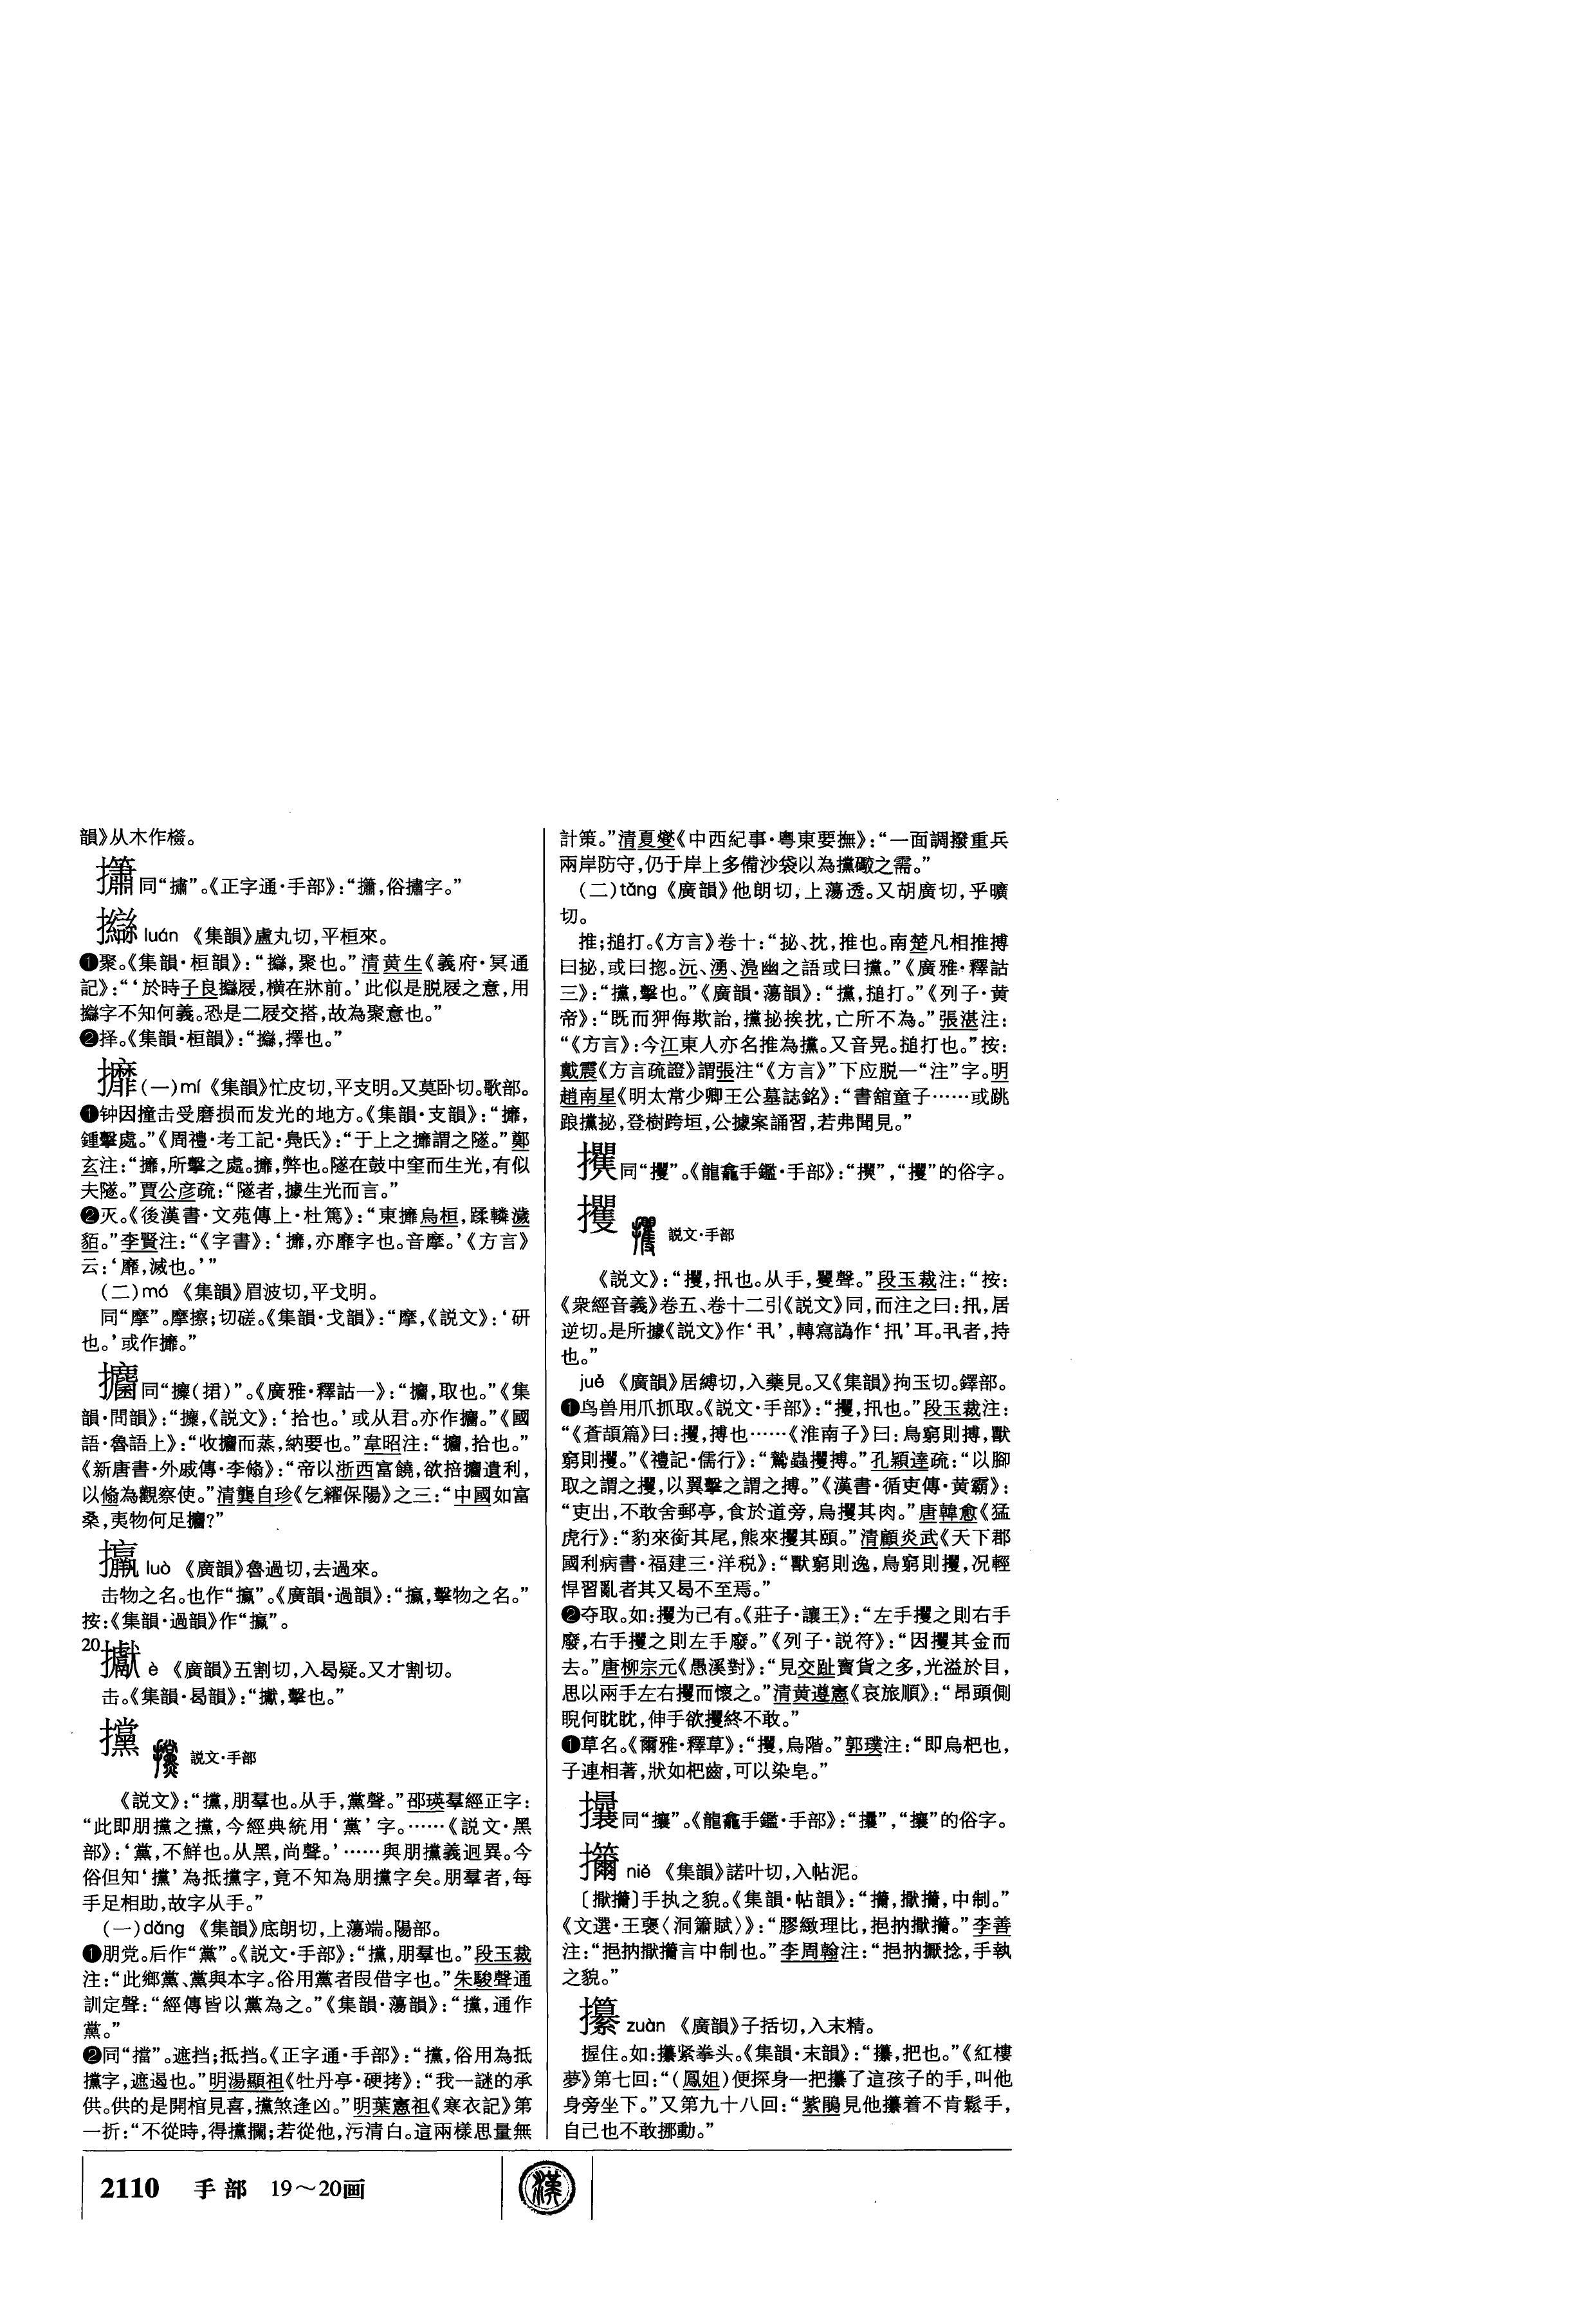 韻》从木作㯿。
同“捕”。《正字通·手部》：“，俗字。”
攣 luán 《集韻》盧丸切，平桓來。
❶聚。《集韻·桓韻》：“，聚也。”清黄生《義府·冥通
記》：“‘於時子良屐，横在牀前。’此似是脱屐之意，用
字不知何義。恐是二屐交搭，故為聚意也。”
❷择。《集韻·桓韻》：“，擇也。”
攠(一)mí 《集韻》忙皮切，平支明。又莫卧切。歌部。
❶钟因撞击受磨损而发光的地方。《集韻·支韻》：“攠，
鍾擊處。”《周禮·考工記·鳧氏》：“于上之攠謂之隧。”鄭
玄注：“攠，所擊之處。攠，弊也。隧在鼓中窐而生光，有似
夫隧。”賈公彦疏：“隧者，據生光而言。”
❷灭。《後漢書·文苑傳上·杜篤》：“東攠烏桓，蹂轔濊
貊。”李賢注：“《字書》：‘攠，亦靡字也。音摩。’《方言》
云：‘靡，滅也。’”
(二)mó 《集韻》眉波切，平戈明。
同“摩”。摩擦；切磋。《集韻·戈韻》：“摩，《説文》：‘研
也。’或作攠。”
攟同“攈(捃)”。《廣雅·釋詁一》：“攟，取也。”《集
韻·問韻》：“攈，《説文》：‘拾也。’或从君。亦作攟。”《國
語·魯語上》：“收攟而蒸，納要也。”韋昭注：“攟，拾也。”
《新唐書·外戚傳·李翛》：“帝以浙西富饒，欲掊攟遺利，
以翛為觀察使。”清龔自珍《乞糴保陽》之三：“中國如富
桑，夷物何足攟？”
攭 luò 《廣韻》魯過切，去過來。
击物之名。也作“”。《廣韻·過韻》：“，擊物之名。”
按：《集韻·過韻》作“”。
20
𢺔 è 《廣韻》五割切，入曷疑。又才割切。
击。《集韻·曷韻》：“，擊也。”
攩 説文·手部
《説文》：“攩，朋羣也。从手，黨聲。”邵瑛羣經正字：
“此即朋攩之攩，今經典統用‘黨’字。……《説文·黑
部》：‘黨，不鮮也。从黑，尚聲。’……與朋攩義迥異。今
俗但知‘攩’為抵攩字，竟不知為朋攩字矣。朋羣者，每
手足相助，故字从手。”
(一)dǎng 《集韻》底朗切，上蕩端。陽部。
❶朋党。后作“黨”。《説文·手部》：“攩，朋羣也。”段玉裁
注：“此鄉黨、黨與本字。俗用黨者叚借字也。”朱駿聲通
訓定聲：“經傳皆以黨為之。”《集韻·蕩韻》：“攩，通作
黨。”
❷同“擋”。遮挡；抵挡。《正字通·手部》：“攩，俗用為抵
攩字，遮遏也。”明湯顯祖《牡丹亭·硬拷》：“我一謎的承
供。供的是開棺見喜，攩煞逢凶。”明葉憲祖《寒衣記》第
一折：“不從時，得攩攔；若從他，污清白。這兩樣思量無
計策。”清夏燮《中西紀事·粤東要撫》：“一面調撥重兵
兩岸防守，仍于岸上多備沙袋以為攩礮之需。”
(二)tǎng 《廣韻》他朗切，上蕩透。又胡廣切，乎曠
切。
推；搥打。《方言》卷十：“㧙、抌，推也。南楚凡相推搏
曰㧙，或曰揔。沅、湧、㵗幽之語或曰攩。”《廣雅·釋詁
三》：“攩，擊也。”《廣韻·蕩韻》：“攩，搥打。”《列子·黄
帝》：“既而狎侮欺詒，攩㧙挨抌，亡所不為。”張湛注：
“《方言》：今江東人亦名推為攩。又音晃。搥打也。”按：
戴震《方言疏證》謂張注“《方言》”下应脱一“注”字。明
趙南星《明太常少卿王公墓誌銘》：“書舘童子……或跳
踉攩㧙，登樹跨垣，公據案誦習，若弗聞見。”
同“攫”。《龍龕手鑑·手部》：“”，“攫”的俗字。
攫 説文·手部
《説文》：“攫，扟也。从手，矍聲。”段玉裁注：“按：
《衆經音義》卷五、卷十二引《説文》同，而注之曰：扟，居
逆切。是所據《説文》作‘丮’，轉寫譌作‘扟’耳。丮者，持
也。”
jué 《廣韻》居縛切，入藥見。又《集韻》拘玉切。鐸部。
❶鸟兽用爪抓取。《説文·手部》：“攫，扟也。”段玉裁注：
“《蒼頡篇》曰：攫，搏也……《淮南子》曰：鳥窮則搏，獸
窮則攫。”《禮記·儒行》：“鷙蟲攫搏。”孔穎達疏：“以脚
取之謂之攫，以翼擊之謂之搏。”《漢書·循吏傳·黄霸》：
“吏出，不敢舍郵亭，食於道旁，烏攫其肉。”唐韓愈《猛
虎行》：“豹來銜其尾，熊來攫其頤。”清顧炎武《天下郡
國利病書·福建三·洋税》：“獸窮則逸，鳥窮則攫，况輕
悍習亂者其又曷不至焉。”
❷夺取。如：攫为己有。《莊子·讓王》：“左手攫之則右手
廢，右手攫之則左手廢。”《列子·説符》：“因攫其金而
去。”唐柳宗元《愚溪對》：“見交趾寶貨之多，光溢於目，
思以兩手左右攫而懷之。”清黄遵憲《哀旅順》：“昂頭側
睨何眈眈，伸手欲攫終不敢。”
❶草名。《爾雅·釋草》：“攫，烏階。”郭璞注：“即烏杷也，
子連相著，狀如杷齒，可以染皂。”
同“攘”。《龍龕手鑑·手部》：“”，“攘”的俗字。
niě 《集韻》諾叶切，入帖泥。
〔㩎〕手执之貌。《集韻·帖韻》：“，，中制。”
《文選·王褒〈洞簫賦〉》：“膠緻理比，挹抐。”李善
注：“挹抐言中制也。”李周翰注：“挹抐擫捻，手執
之貌。”
攥 zuàn 《廣韻》子括切，入末精。
握住。如：攥紧拳头。《集韻·末韻》：“攥，把也。”《紅樓
夢》第七回：“(鳳姐)便探身一把攥了這孩子的手，叫他
身旁坐下。”又第九十八回：“紫鵑見他攥着不肯鬆手，
自己也不敢挪動。”
2110 手部 19～20画
漢